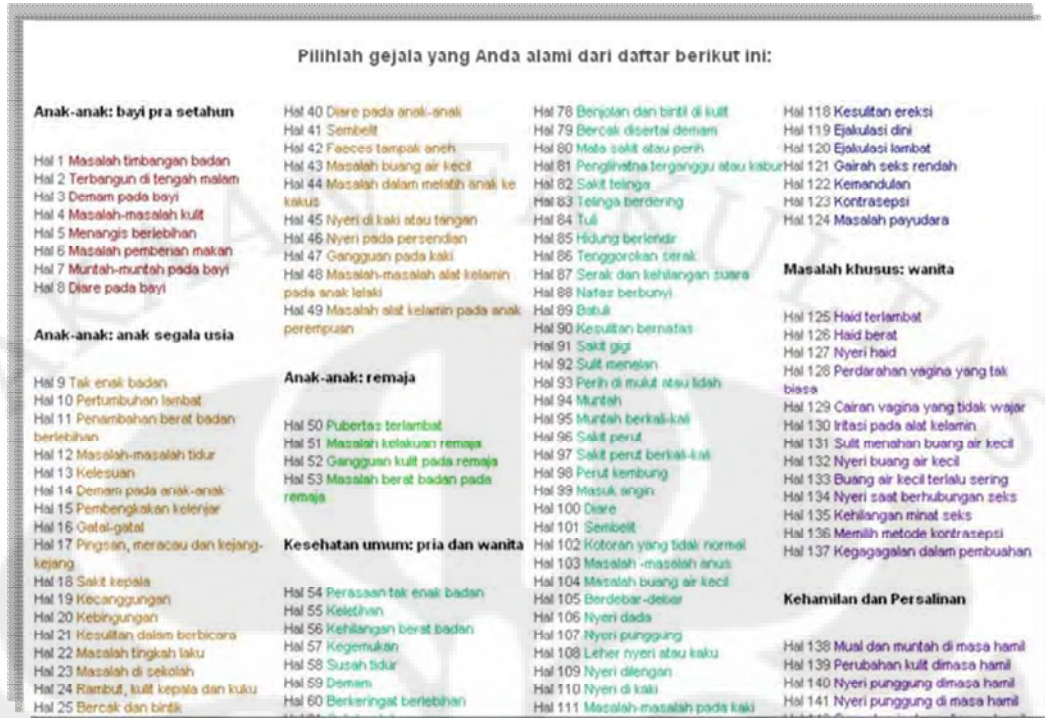 Pilihlah gejala yang Anda alami dari daftar berikut ini:
Anak-anak: bayi pra setahun
Hal 1 Masalah timbangan badan
Hal 2 Terbangun di tengah malam
Hal 3 Demam pada bayi
Hal 4 Masalah-masalah kulit
Hal 5 Menangis berlebihan
Hal 6 Masalah pemberian makan
Hal 7 Muntah-muntah pada bayi
Hal 8 Diare pada bayi
Anak-anak: anak segala usia
Hal 9 Tak enak badan
Hal 10 Pertumbuhan lambat
Hal 11 Penambahan berat badan
berlebihan
Hal 12 Masalah-masalah tidur
Hal 13 Kelesuan
Hal 14 Demam pada anak-anak
Hal 15 Pembengkakan kelenjar
Hal 16 Gatal-gatal
Hal 17 Pingsan, meracau dan kejang-
kejang
Hal 18 Sakit kepala
Hal 19 Kecanggungan
Hal 20 Kebingungan
Hal 21 Kesulitan dalam berbicara
Hal 22 Masalah tingkah laku
Hal 23 Masalah di sekolah
Hal 24 Rambut, kulit kepala dan kuku
Hal 25 Bercak dan bintik
Hal 40 Diare pada anak-anak
Hal 41 Sembelit
Hal 42 Faeces tampak aneh
Hal 43 Masalah buang air kecil
Hal 44 Masalah dalam melatih anak ke
kakus
Hal 45 Nyeri di kaki atau tangan
Hal 46 Nyeri pada persendian
Hal 47 Gangguan pada kaki
Hal 48 Masalah-masalah alat kelamin
pada anak lelaki
Hal 49 Masalah alat kelamin pada anak
perempuan
Anak-anak: remaja
Hal 50 Pubertas terlambat
Hal 51 Masalah kelakuan remaja
Hal 52 Gangguan kulit pada remaja
Hal 53 Masalah berat badan pada
remaja
Kesehatan umum: pria dan wanita
Hal 54 Perasaan tak enak badan
Hal 55 Keletihan
Hal 56 Kehilangan berat badan
Hal 57 Kegemukan
Hal 58 Susah tidur
Hal 59 Demam
Hal 60 Berkeringat berlebihan
Hal 78 Benjolan dan bintil di kulit
Hal 79 Bercak disertai demam
Hal 80 Mata sakit atau perih
Hal 81 Penglihatna terganggu atau kabur
Hal 82 Sakit telinga
Hal 83 Telinga berdering
Hal 84 Tuli
Hal 85 Hidung berlendir
Hal 86 Tenggorokan serak
Hal 87 Serak dan kehilangan suara
Hal 88 Nafas berbunyi
Hal 89 Batuk
Hal 90 Kesulitan bernafas
Hal 91 Sakit gigi
Hal 92 Sulit menelan
Hal 93 Perih di mulut atau lidah
Hal 94 Muntah
Hal 95 Muntah berkali-kali
Hal 96 Sakit perut
Hal 97 Sakit perut berkali-kali
Hal 98 Perut kembung
Hal 99 Masuk angin
Hal 100 Diare
Hal 101 Sembelit
Hal 102 Kotoran yang tidak normal
Hal 103 Masalah -masalah anus
Hal 104 Masalah buang air kecil
Hal 105 Berdebar-debar
Hal 106 Nyeri dada
Hal 107 Nyeri punggung
Hal 108 Leher nyeri atau kaku
Hal 109 Nyeri dilengan
Hal 110 Nyeri di kaki
Hal 111 Masalah-masalah pada kaki
Hal 118 Kesulitan ereksi
Hal 119 Ejakulasi dini
Hal 120 Ejakulasi lambat
Hal 121 Gairah seks rendah
Hal 122 Kemandulan
Hal 123 Kontrasepsi
Hal 124 Masalah payudara
Masalah khusus: wanita
Hal 125 Haid terlambat
Hal 126 Haid berat
Hal 127 Nyeri haid
Hal 128 Perdarahan vagina yang tak
biasa
Hal 129 Cairan vagina yang tidak wajar
Hal 130 Iritasi pada alat kelamin
Hal 131 Sulit menahan buang air kecil
Hal 132 Nyeri buang air kecil
Hal 133 Buang air kecil terlalu sering
Hal 134 Nyeri saat berhubungan seks
Hal 135 Kehilangan minat seks
Hal 136 Memilih metode kontrasepsi
Hal 137 Kegagagalan dalam pembuahan
Kehamilan dan Persalinan
Hal 138 Mual dan muntah di masa hamil
Hal 139 Perubahan kulit dimasa hamil
Hal 140 Nyeri punggung dimasa hamil
Hal 141 Nyeri punggung di masa hamil